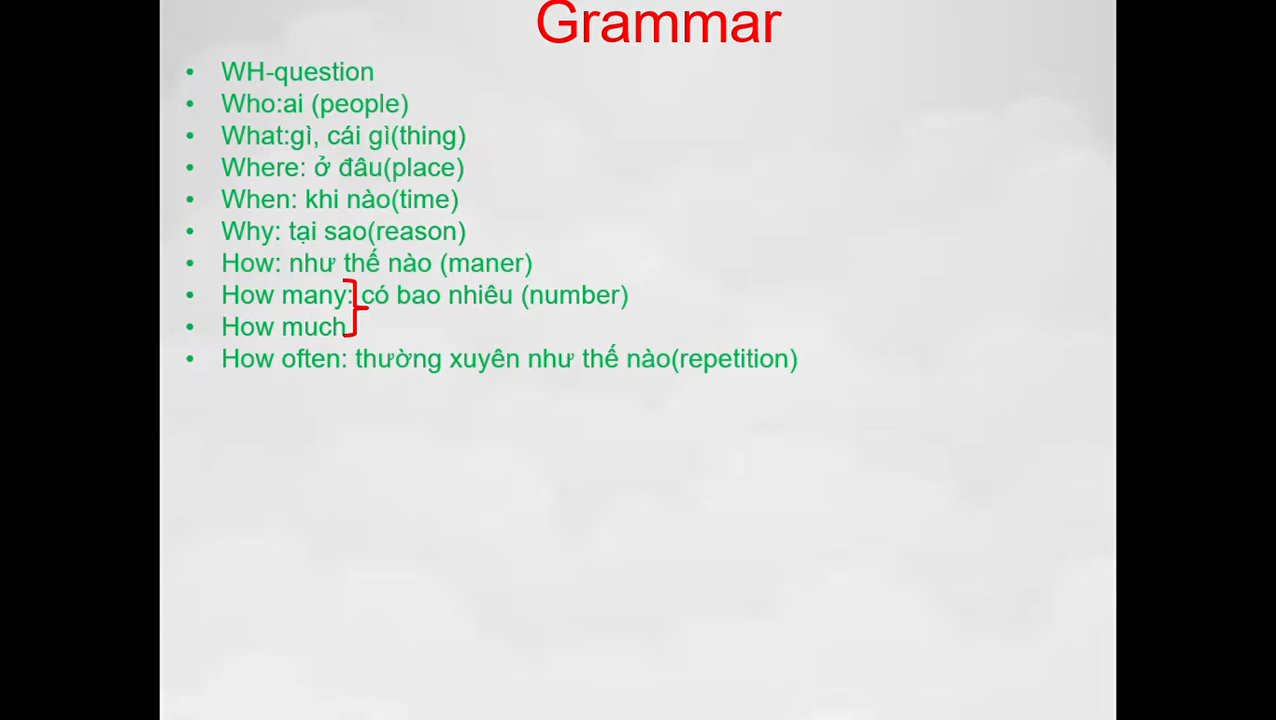 Grammar
• WH-question
• Who:ai (people)
• What:gì, cái gì(thing)
• Where: ở đâu(place)
• When: khi nào(time)
• Why: tại sao(reason)
• How: như thế nào (maner)
• How many: có bao nhiêu (number)
• How much
• How often: thường xuyên như thế nào(repetition)